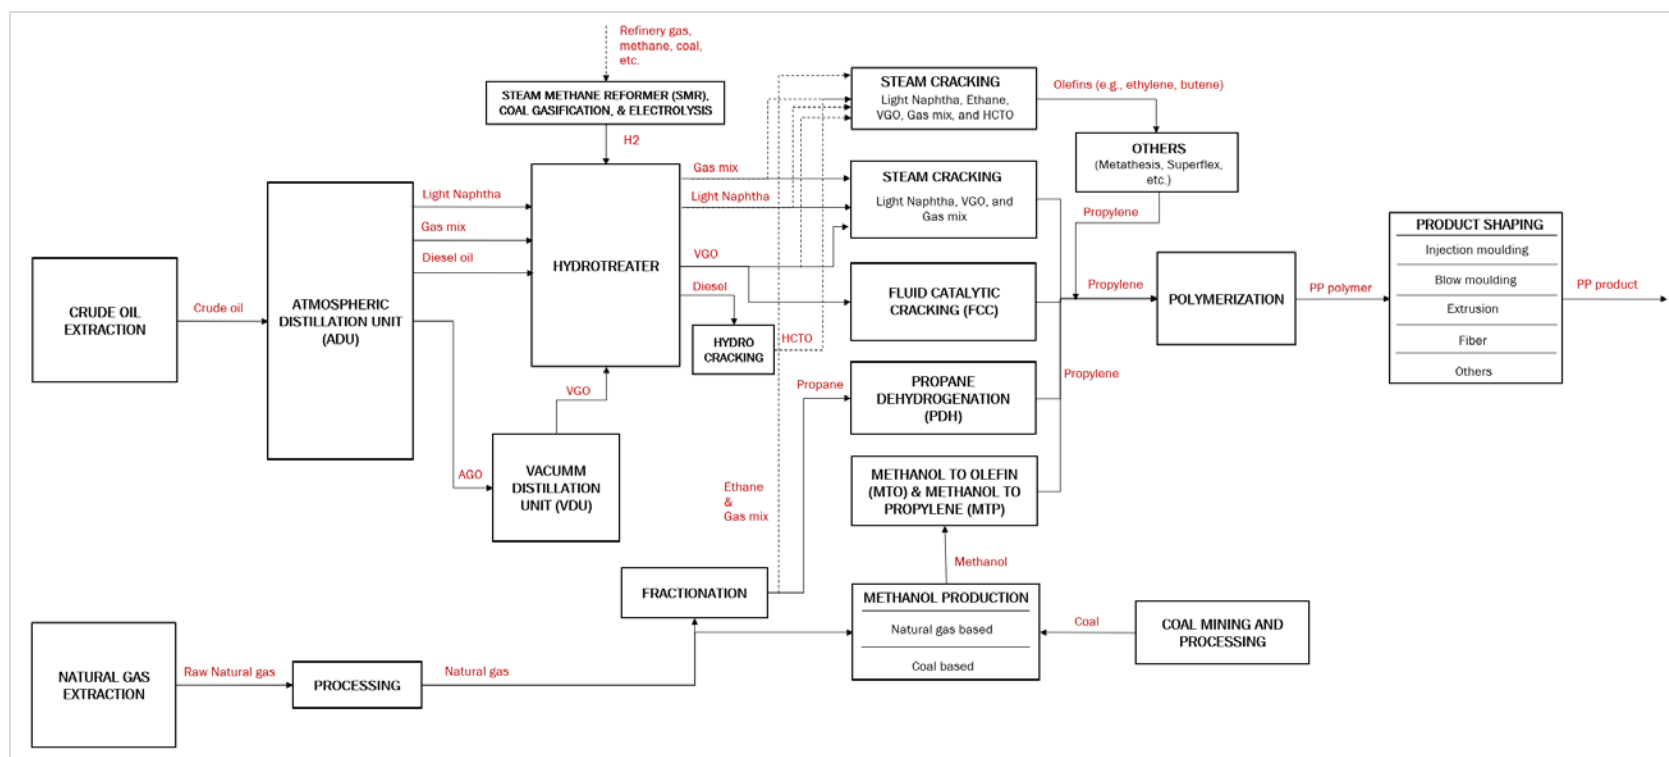 Refinery gas,
methane, coal,
etc.
STEAM METHANE REFORMER (SMR),
COAL GASIFICATION, & ELECTROLYSIS
H2
STEAM CRACKING
Light Naphtha, Ethane,
VGO, Gas mix, and HCTO
Olefins (e.g., ethylene, butene)
OTHERS
(Metathesis, Superflex,
etc.)
Propylene
Gas mix
Light Naphtha
VGO
Diesel
STEAM CRACKING
Light Naphtha, VGO, and
Gas mix
Light Naphtha
Gas mix
Diesel oil
HYDROTREATER
CRUDE OIL
EXTRACTION
Crude oil
ATMOSPHERIC
DISTILLATION UNIT
(ADU)
HYDRO
CRACKING
HCTO
FLUID CATALYTIC
CRACKING (FCC)
Propylene
POLYMERIZATION
PP polymer
PRODUCT SHAPING
Injection moulding
Blow moulding
Extrusion
Fiber
Others
PP product
VGO
Propane
PROPANE
DEHYDROGENATION
(PDH)
Propylene
AGO
VACUMM
DISTILLATION
UNIT (VDU)
Ethane
&
Gas mix
METHANOL TO OLEFIN
(MTO) & METHANOL TO
PROPYLENE (MTP)
Methanol
FRACTIONATION
METHANOL PRODUCTION
Natural gas based
Coal based
Coal
COAL MINING AND
PROCESSING
NATURAL GAS
EXTRACTION
Raw Natural gas
PROCESSING
Natural gas